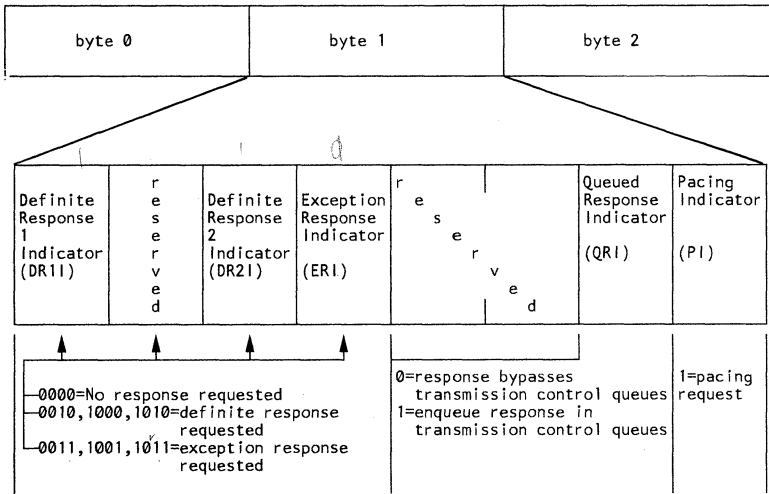 byte 0 byte 1 byte 2
Definite Response 1 Indicator (DR1I)
reserved
Definite Response 2 Indicator (DR2I)
Exception Response Indicator (ERI)
reserved
Queued Response Indicator (QRI)
Pacing Indicator (PI)
0000=No response requested
0010,1000,1010=definite response
requested
0011,1001,1011=exception response
requested
0=response bypasses
transmission control queues
1=enqueue response in
transmission control queues
1=pacing
request